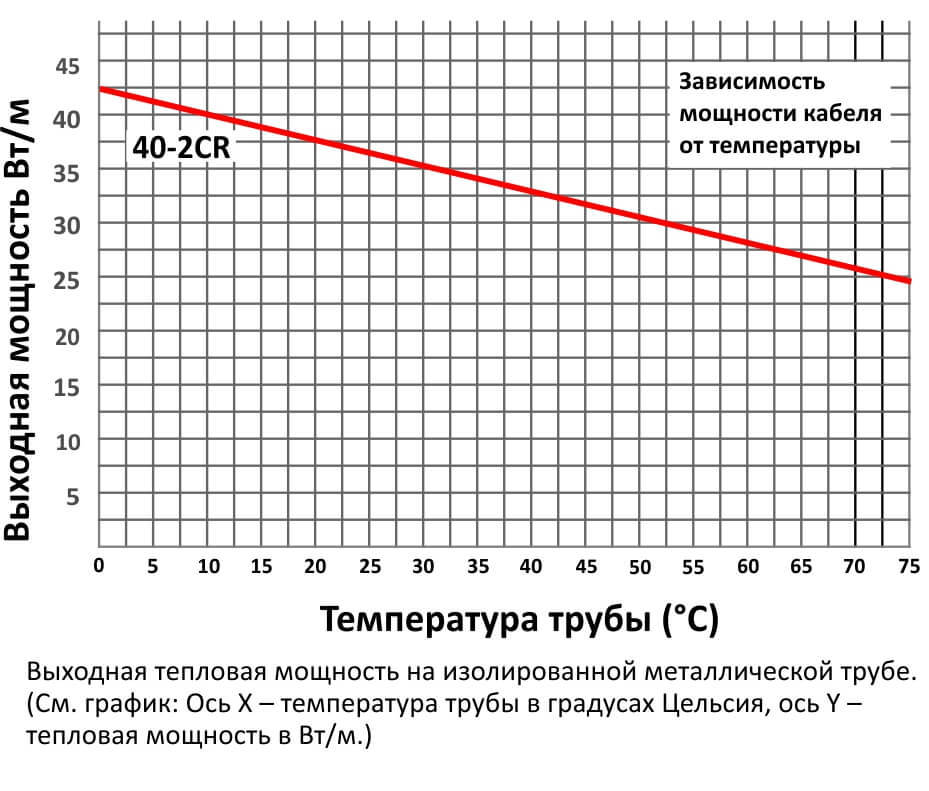 Выходная мощность Вт/м
45
40
35
30
25
20
15
10
5
40-2CR
Зависимость
мощности кабеля
от температуры
0 5 10 15 20 25 30 35 40 45 50 55 60 65 70 75
Температура трубы (°C)
Выходная тепловая мощность на изолированной металлической трубе.
(См. график: Ось X – температура трубы в градусах Цельсия, ось Y –
тепловая мощность в Вт/м.)